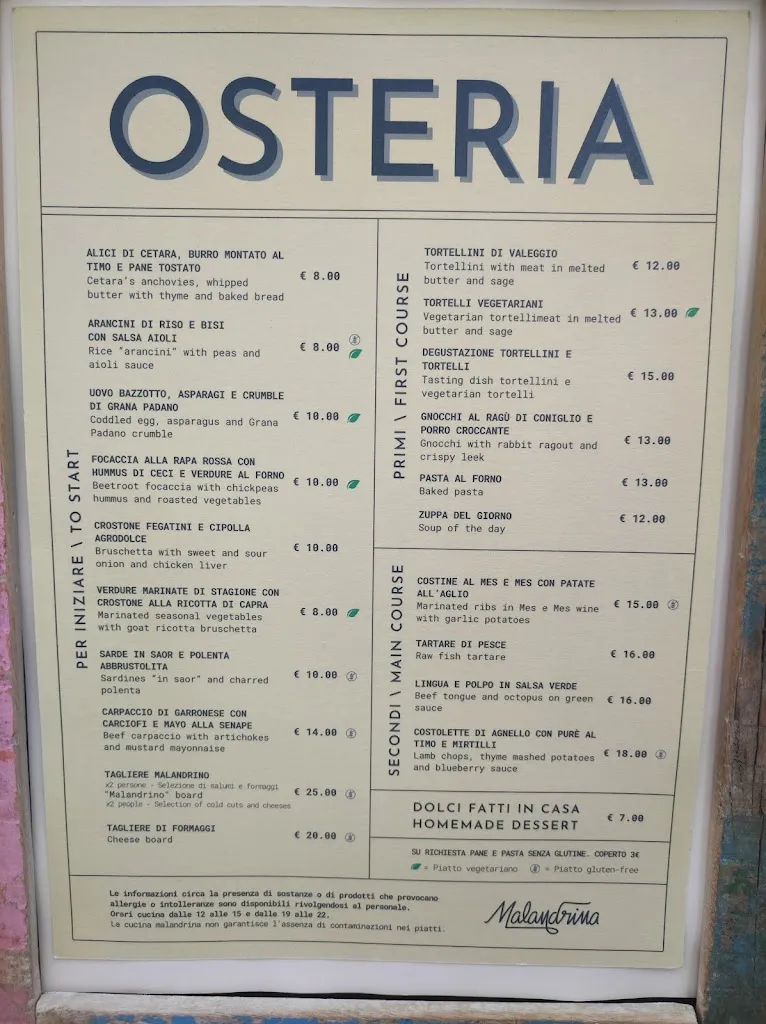 OSTERIA
PER INIZIARE \ TO START
ALICI DI CETARA, BURRO MONTATO AL
TIMO E PANE TOSTATO
Cetara's anchovies, whipped
butter with thyme and baked bread
€ 8.00
ARANCINI DI RISO E BISI
CON SALSA AIOLI
Rice "arancini" with peas and
aioli sauce
€ 8.00
UOVO BAZZOTTO, ASPARAGI E CRUMBLE
DI GRANA PADANO
Coddled egg, asparagus and Grana
Padano crumble
€ 10.00
FOCACCIA ALLA RAPA ROSSA CON
HUMMUS DI CECI E VERDURE AL FORNO
Beetroot focaccia with chickpeas
hummus and roasted vegetables
€ 10.00
CROSTONE FEGATINI E CIPOLLA
AGRODOLCE
Bruschetta with sweet and sour
onion and chicken liver
€ 10.00
VERDURE MARINATE DI STAGIONE CON
CROSTONE ALLA RICOTTA DI CAPRA
Marinated seasonal vegetables
with goat ricotta bruschetta
€ 8.00
SARDE IN SAOR E POLENTA
ABBRUSTOLITA
Sardines "in saor" and charred
polenta
€ 10.00
CARPACCIO DI GARRONESE CON
CARCIOFI E MAYO ALLA SENAPE
Beef carpaccio with artichokes
and mustard mayonnaise
€ 14.00
TAGLIERE MALANDRINO
x2 persone - Selezione di salumi e formaggi
"Malandrino" board
x2 people - Selection of cold cuts and cheeses
€ 25.00
TAGLIERE DI FORMAGGI
Cheese board
€ 20.00
PRIMI \ FIRST COURSE
TORTELLINI DI VALEGGIO
Tortellini with meat in melted
butter and sage
€ 12.00
TORTELLI VEGETARIANI
Vegetarian tortellimeat in melted
butter and sage
€ 13.00
DEGUSTAZIONE TORTELLINI E
TORTELLI
Tasting dish tortellini e
vegetarian tortelli
€ 15.00
GNOCCHI AL RAGÙ DI CONIGLIO E
PORRO CROCCANTE
Gnocchi with rabbit ragout and
crispy leek
€ 13.00
PASTA AL FORNO
Baked pasta
€ 13.00
ZUPPA DEL GIORNO
Soup of the day
€ 12.00
SECONDI \ MAIN COURSE
COSTINE AL MES E MES CON PATATE
ALL'AGLIO
Marinated ribs in Mes e Mes wine
with garlic potatoes
€ 15.00
TARTARE DI PESCE
Raw fish tartare
€ 16.00
LINGUA E POLPO IN SALSA VERDE
Beef tongue and octopus on green
sauce
€ 16.00
COSTOLETTE DI AGNELLO CON PURÈ AL
TIMO E MIRTILLI
Lamb chops, thyme mashed potatoes
and blueberry sauce
€ 18.00
DOLCI FATTI IN CASA
HOMEMADE DESSERT
€ 7.00
SU RICHIESTA PANE E PASTA SENZA GLUTINE. COPERTO 3€
= Piatto vegetariano = Piatto gluten-free
Le informazioni circa la presenza di sostanze o di prodotti che provocano
allergie o intolleranze sono disponibili rivolgendosi al personale.
Orari cucina dalle 12 alle 15 e dalle 19 alle 22.
La cucina malandrina non garantisce l'assenza di contaminazioni nei piatti.
Malandrina